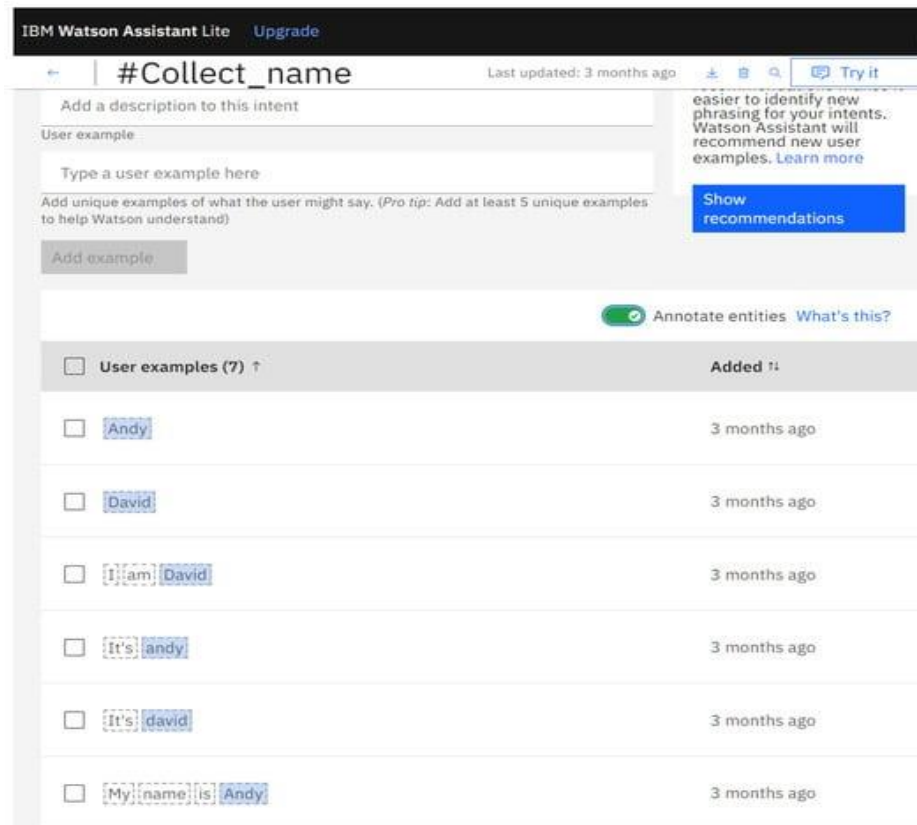 IBM Watson Assistant Lite Upgrade
#Collect_name
Last updated: 3 months ago
Try it
Add a description to this intent
User example
Type a user example here
Add unique examples of what the user might say. (Pro tip: Add at least 5 unique examples
to help Watson understand)
Add example
easier to identify new
phrasing for your intents.
Watson Assistant will
recommend new user
examples. Learn more
Show
recommendations
Annotate entities What's this?
User examples (7) ↑ Added ↑↓
Andy 3 months ago
David 3 months ago
I am David 3 months ago
It's andy 3 months ago
It's david 3 months ago
My name is Andy 3 months ago